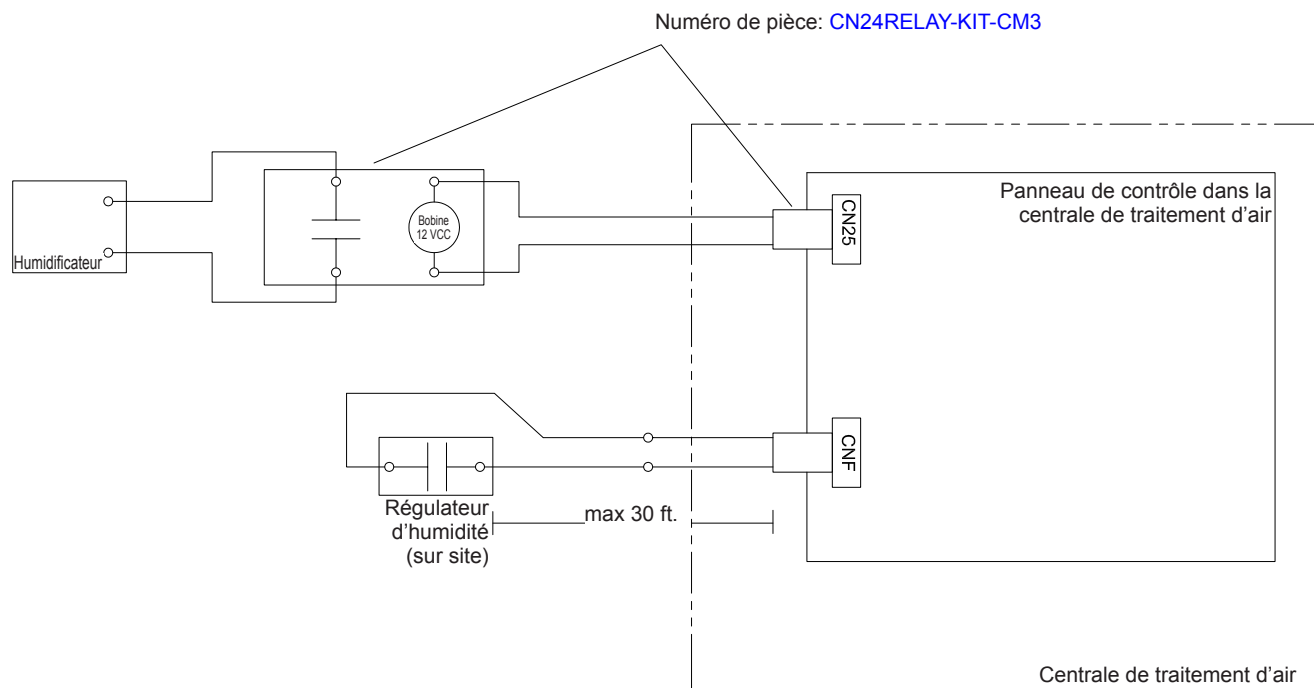 Numéro de pièce: CN24RELAY-KIT-CM3
Panneau de contrôle dans la
centrale de traitement d'air
CN25
Bobine
12 VCC
Humidificateur
CNF
Régulateur
d'humidité
(sur site)
max 30 ft.
Centrale de traitement d'air